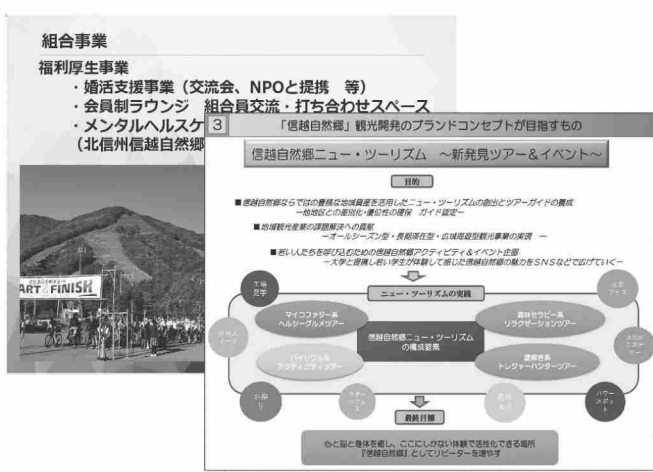 組合事業
福利厚生事業
・婚活支援事業（交流会、NPOと提携　等）
・会員制ラウンジ　組合員交流・打ち合わせスペース
・メンタルヘルスケ
（北信州信越自然郷
ART & FINISH
3
「信越自然郷」観光開発のブランドコンセプトが目指すもの
信越自然郷ニュー・ツーリズム　～新発見ツアー＆イベント～
目的
■信越自然郷ならではの豊穣な地域資産を活用したニュー・ツーリズムの創出とツアーガイドの養成
－他地区との差別化・優位性の確保　ガイド認定－
■地域観光産業の課題解決への貢献
－オールシーズン型・長期滞在型・広域周遊型観光事業の実現　－
■若い人たちを呼び込むための信越自然郷アクティビティ＆イベント企画
－大学と提携し若い学生が体験して感じた信越自然郷の魅力をSNSなどで広げていく－
ニュー・ツーリズムの実践
工場
見学
マイコファジー系
ヘルシーグルメツアー
森林セラピー系
リラクゼーションツアー
信越自然郷ニュー・ツーリズム
の構成要素
アクティビティツアー
謎解き系
トレジャーハンターツアー
お祭
り
パワー
スポッ
ト
最終目標
心と脳と身体を癒し、ここにしかない体験で活性化できる場所
『信越自然郷』としてリピーターを増やす